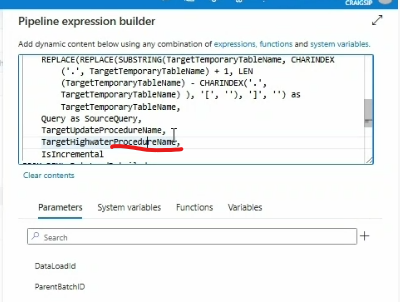 CRAIGSIP
Pipeline expression builder
Add dynamic content below using any combination of expressions, functions and system variables.
REPLACE(REPLACE(SUBSTRING(TargetTemporaryTableName, CHARINDEX
('.', TargetTemporaryTableName) + 1, LEN
(TargetTemporaryTableName) - CHARINDEX('.',
TargetTemporaryTableName) ), '[', ''), ']', '') as
TargetTemporaryTableName,
Query as SourceQuery,
TargetUpdateProcedureName,
TargetHighwaterProcedureName,
IsIncremental
Clear contents
Parameters System variables Functions Variables
Search
DataLoadId
ParentBatchID